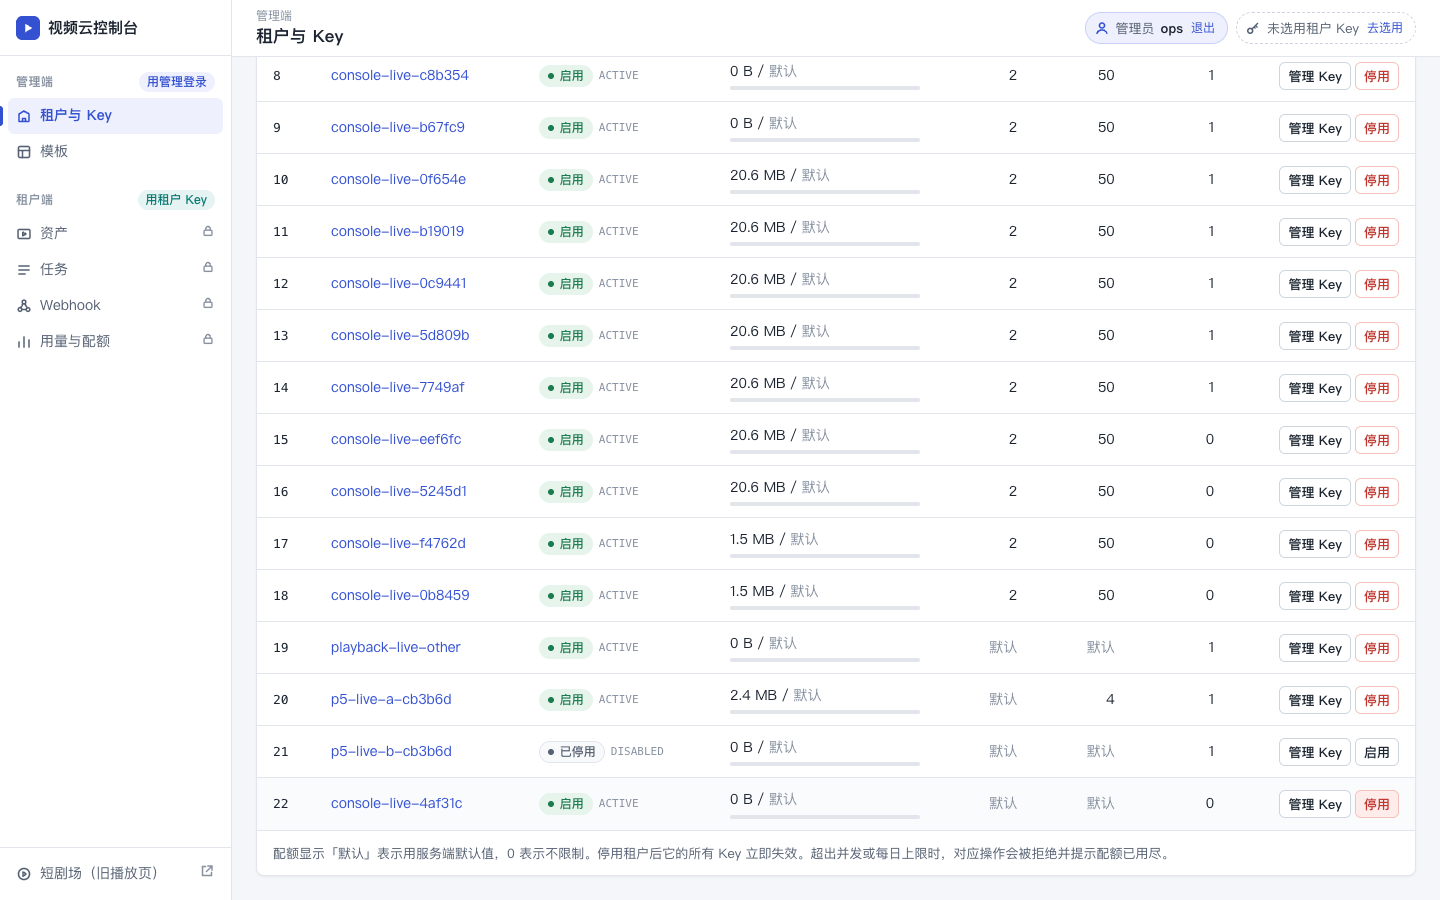 视频云控制台
管理端 用管理登录
租户与 Key
模板
租户端 用租户 Key
资产
任务
Webhook
用量与配额
短剧场（旧播放页）
管理端
租户与 Key
管理员 ops 退出
未选用租户 Key 去选用
8 console-live-c8b354 启用 ACTIVE 0 B / 默认 2 50 1 管理 Key 停用
9 console-live-b67fc9 启用 ACTIVE 0 B / 默认 2 50 1 管理 Key 停用
10 console-live-0f654e 启用 ACTIVE 20.6 MB / 默认 2 50 1 管理 Key 停用
11 console-live-b19019 启用 ACTIVE 20.6 MB / 默认 2 50 1 管理 Key 停用
12 console-live-0c9441 启用 ACTIVE 20.6 MB / 默认 2 50 1 管理 Key 停用
13 console-live-5d809b 启用 ACTIVE 20.6 MB / 默认 2 50 1 管理 Key 停用
14 console-live-7749af 启用 ACTIVE 20.6 MB / 默认 2 50 1 管理 Key 停用
15 console-live-eef6fc 启用 ACTIVE 20.6 MB / 默认 2 50 0 管理 Key 停用
16 console-live-5245d1 启用 ACTIVE 20.6 MB / 默认 2 50 0 管理 Key 停用
17 console-live-f4762d 启用 ACTIVE 1.5 MB / 默认 2 50 0 管理 Key 停用
18 console-live-0b8459 启用 ACTIVE 1.5 MB / 默认 2 50 0 管理 Key 停用
19 playback-live-other 启用 ACTIVE 0 B / 默认 默认 默认 1 管理 Key 停用
20 p5-live-a-cb3b6d 启用 ACTIVE 2.4 MB / 默认 默认 4 1 管理 Key 停用
21 p5-live-b-cb3b6d 已停用 DISABLED 0 B / 默认 默认 默认 1 管理 Key 启用
22 console-live-4af31c 启用 ACTIVE 0 B / 默认 默认 默认 0 管理 Key 停用
配额显示「默认」表示用服务端默认值，0 表示不限制。停用租户后它的所有 Key 立即失效。超出并发或每日上限时，对应操作会被拒绝并提示配额已用尽。